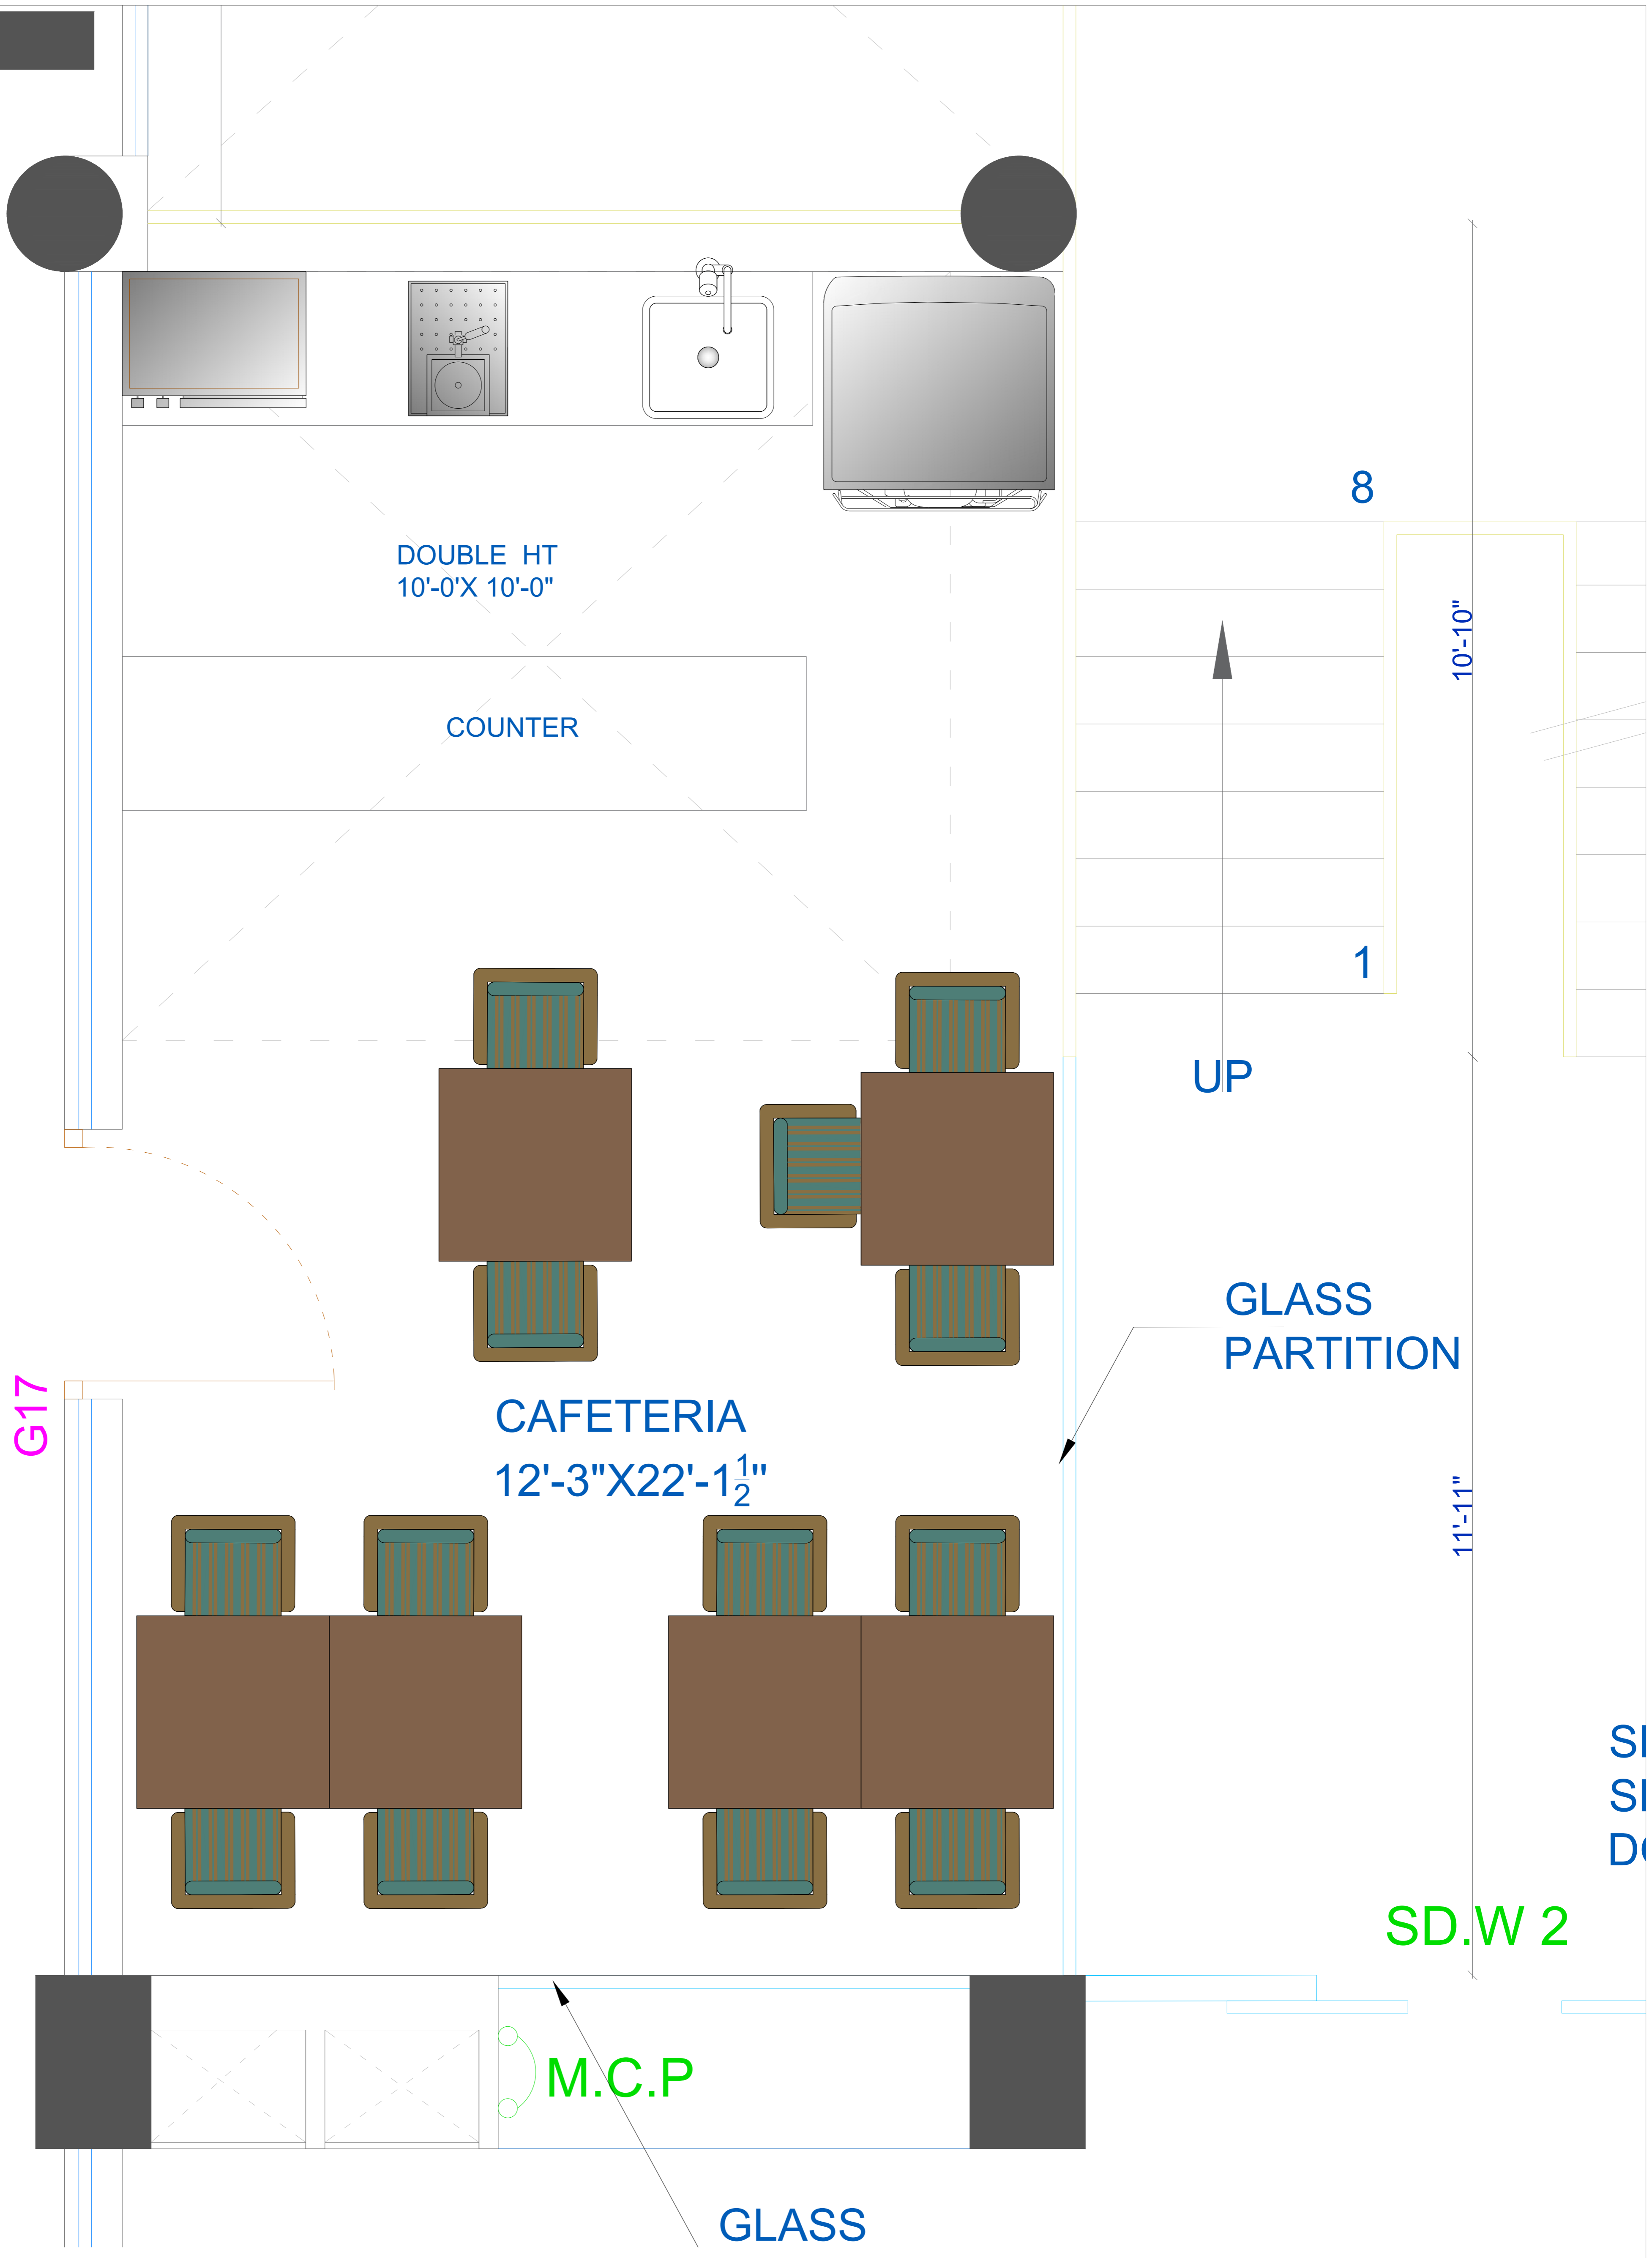 8
DOUBLE HT
10'-0'X 10'-0"
10'-10"
COUNTER
1
UP
GLASS
PARTITION
G17
CAFETERIA
12'-3"X22'-1½"
11'-11"
SD.W 2
M.C.P
GLASS